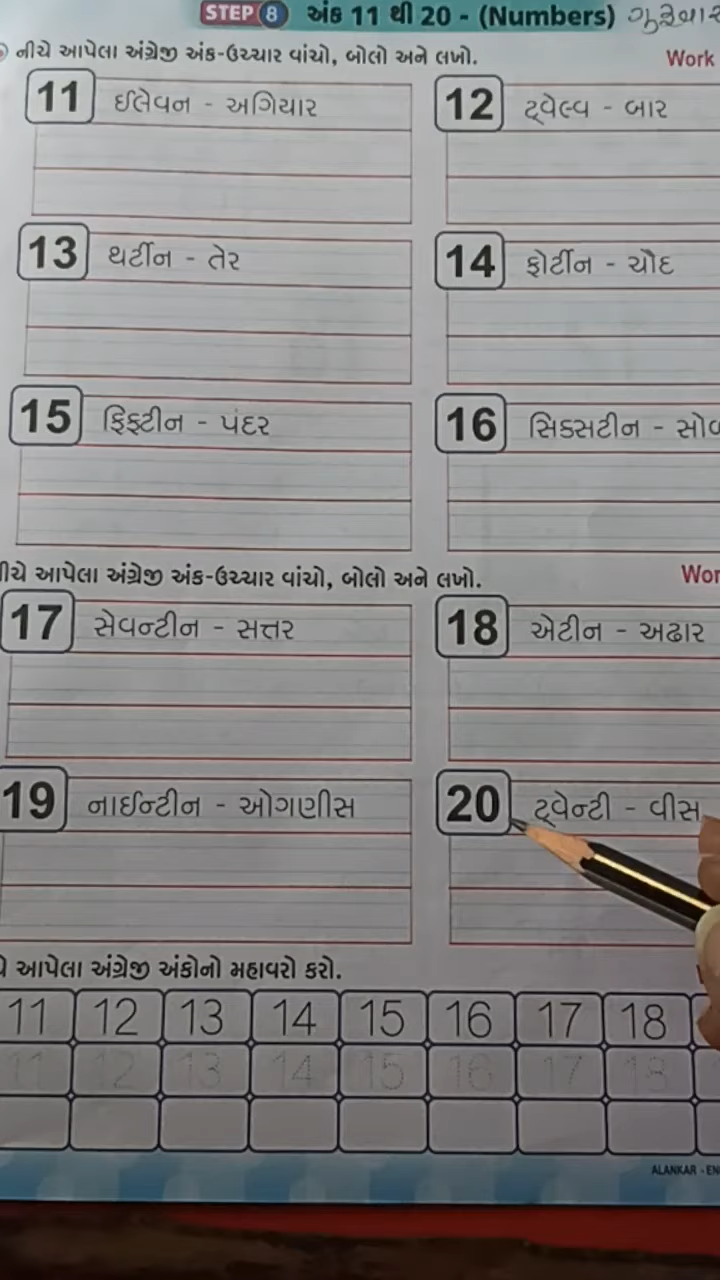 STEP 8 અંક 11 થી 20 - (Numbers)
નીચે આપેલા અંગ્રેજી અંક-ઉચ્ચાર વાંચો, બોલો અને લખો. Work
11 ઈલેવન - અગિયાર
12 ટ્વેલ્વ - બાર
13 થર્ટીન - તેર
14 ફોર્ટીન - ચૌદ
15 ફિફ્ટીન - પંદર
16 સિક્સટીન -
આપેલા અંગ્રેજી અંક-ઉચ્ચાર વાંચો, બોલો અને લખો.
17 સેવન્ટીન - સત્તર
18 એટીન - અઢાર
19 નાઈન્ટીન - ઓગણીસ
20 ટ્વેન્ટી - વીસ
આપેલા અંગ્રેજી અંકોનો મહાવરો કરો.
11 12 13 14 15 16 17 18
11 12 13 14 15 16 17 18
ALANKAR